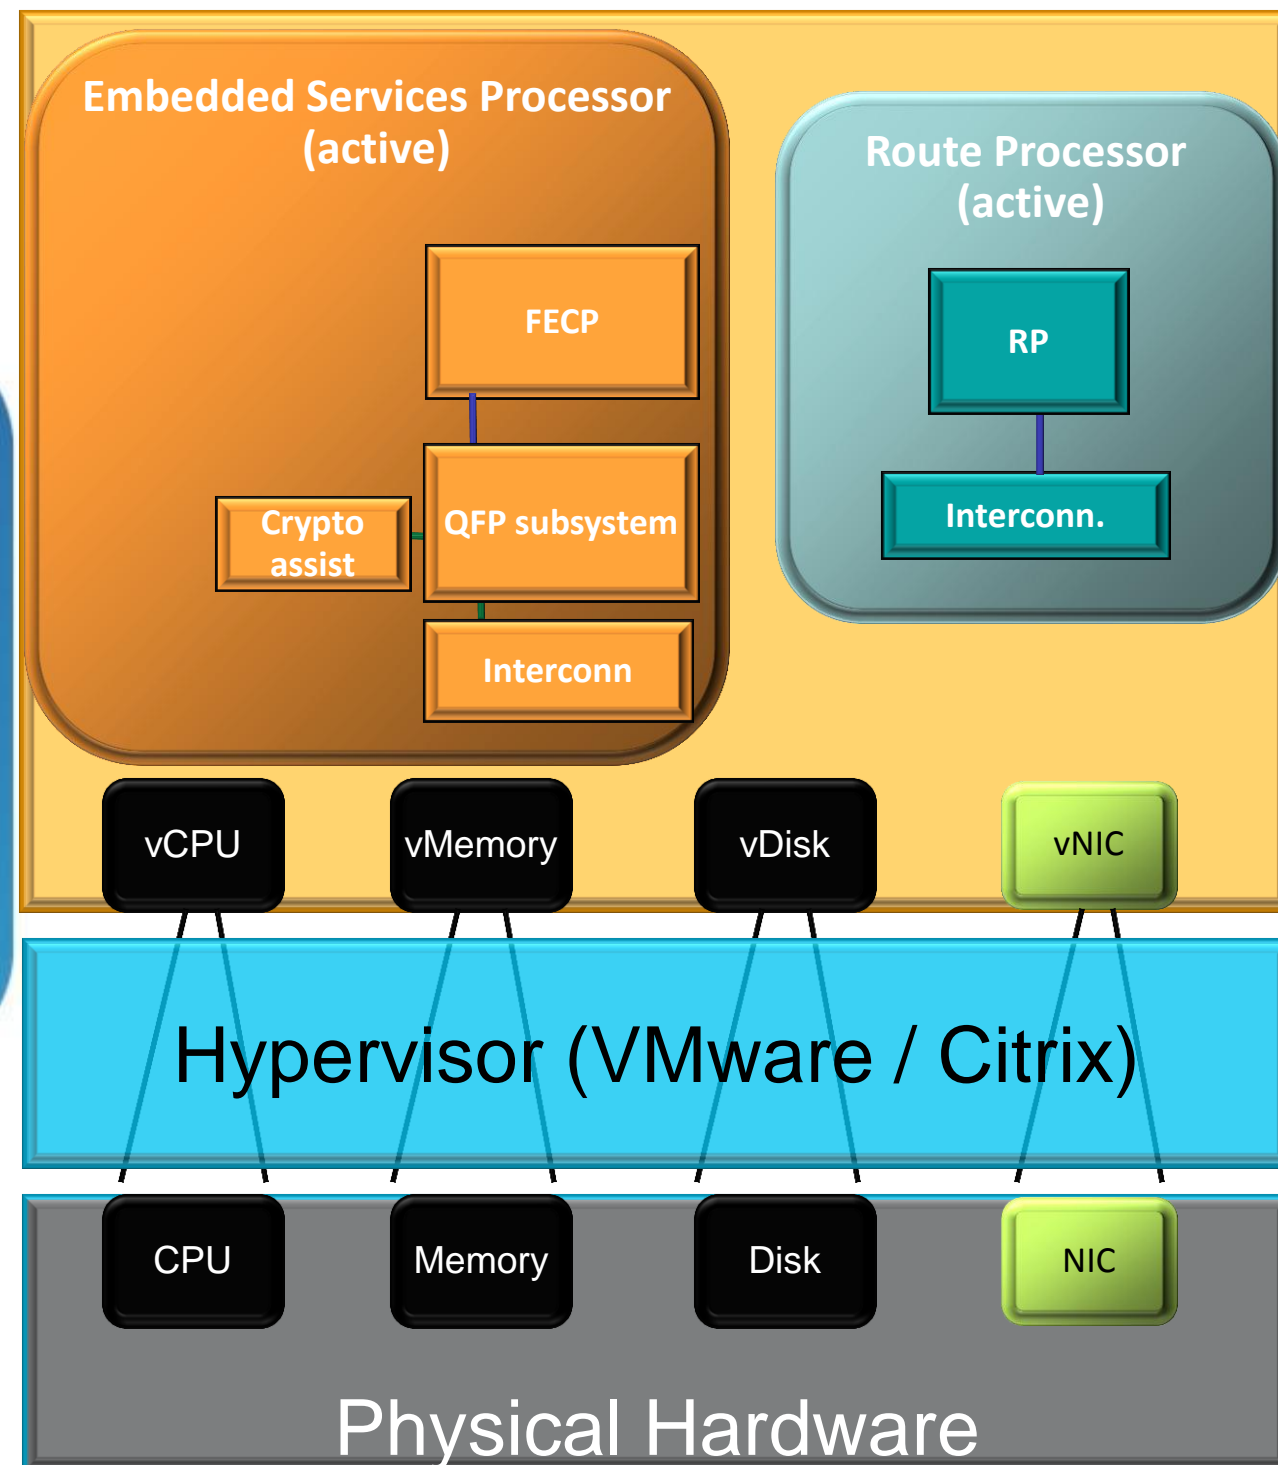 Embedded Services Processor
(active)
Route Processor
(active)
FECP
RP
Crypto
assist
QFP subsystem
Interconn.
Interconn
vCPU
vMemory
vDisk
vNIC
Hypervisor (VMware / Citrix)
CPU
Memory
Disk
NIC
Physical Hardware